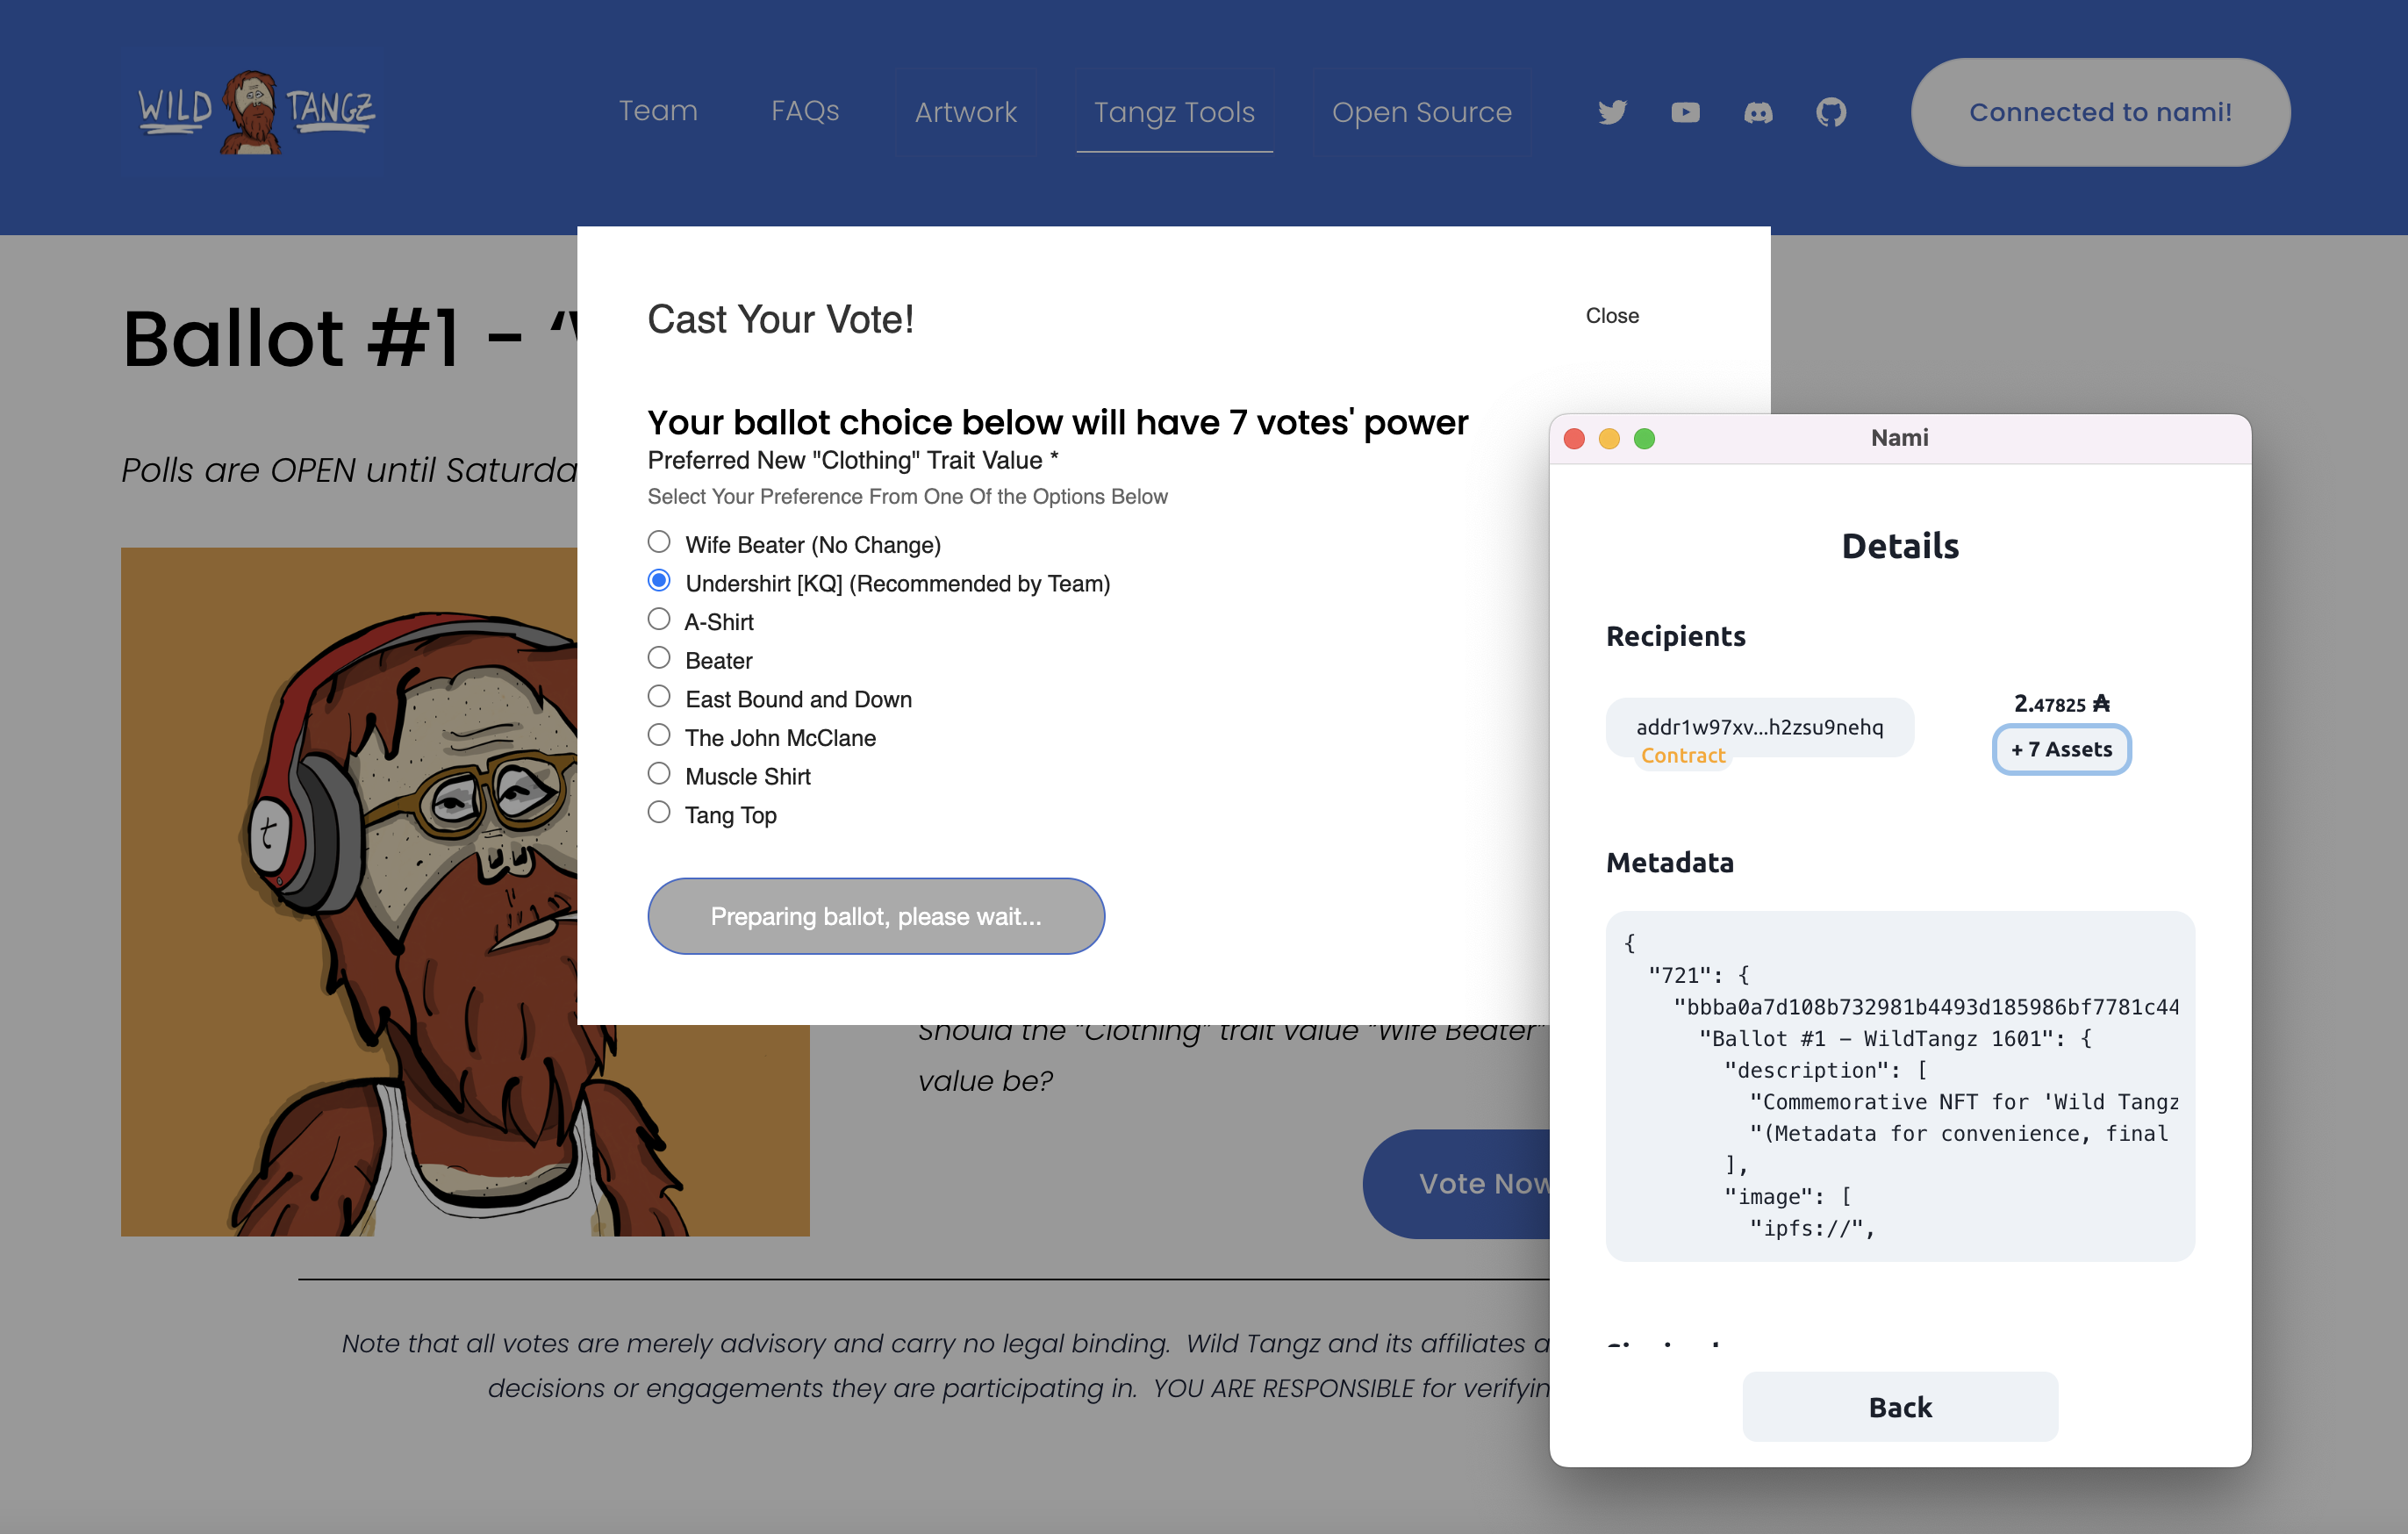 WILD TANGZ
Team
FAQs
Artwork
Tangz Tools
Open Source
Connected to nami!
Ballot #1 - ‘
Polls are OPEN until Saturda
Cast Your Vote!
Close
Your ballot choice below will have 7 votes' power
Preferred New "Clothing" Trait Value *
Select Your Preference From One Of the Options Below
Wife Beater (No Change)
Undershirt [KQ] (Recommended by Team)
A-Shirt
Beater
East Bound and Down
The John McClane
Muscle Shirt
Tang Top
Preparing ballot, please wait...
t
Should the "Clothing" trait value "Wife Beater"
value be?
Vote Now
Note that all votes are merely advisory and carry no legal binding. Wild Tangz and its affiliates a
decisions or engagements they are participating in. YOU ARE RESPONSIBLE for verifyin
Nami
Details
Recipients
addr1w97xv...h2zsu9nehq
Contract
2.47825 ₳
+ 7 Assets
Metadata
{
"721": {
"bbba0a7d108b732981b4493d185986bf7781c44
"Ballot #1 – WildTangz 1601": {
"description": [
"Commemorative NFT for 'Wild Tangz
"(Metadata for convenience, final
],
"image": [
"ipfs://",
Back